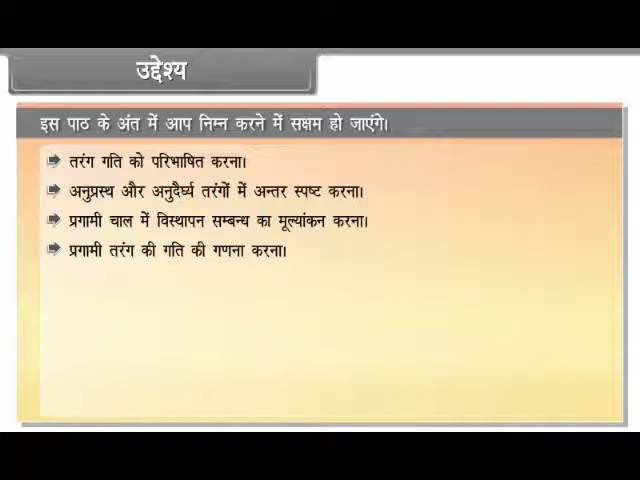 उद्देश्य
इस पाठ के अंत में आप निम्न करने में सक्षम हो जाएंगे।
तरंग गति को परिभाषित करना।
अनुप्रस्थ और अनुदैर्घ्य तरंगों में अन्तर स्पष्ट करना।
प्रगामी चाल में विस्थापन सम्बन्ध का मूल्यांकन करना।
प्रगामी तरंग की गति की गणना करना।